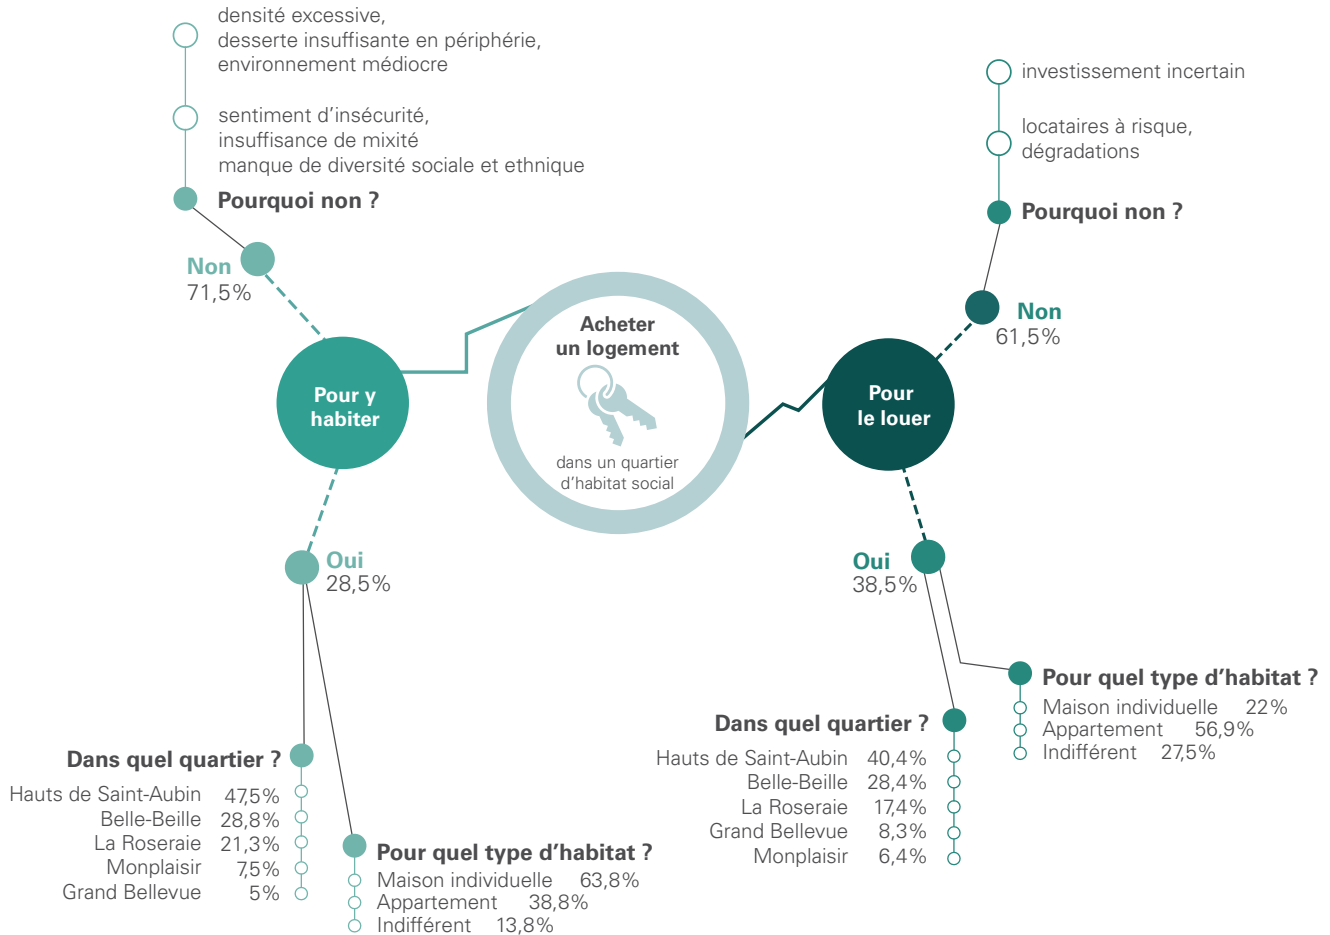 densité excessive,
desserte insuffisante en périphérie,
environnement médiocre
sentiment d'insécurité,
insuffisance de mixité
manque de diversité sociale et ethnique
Pourquoi non ?
Non
71,5%
Pour y
habiter
Oui
28,5%
Dans quel quartier ?
Hauts de Saint-Aubin 47,5%
Belle-Beille 28,8%
La Roseraie 21,3%
Monplaisir 7,5%
Grand Bellevue 5%
Pour quel type d'habitat ?
Maison individuelle 63,8%
Appartement 38,8%
Indifférent 13,8%
Acheter
un logement
dans un quartier
d'habitat social
investissement incertain
locataires à risque,
dégradations
Pourquoi non ?
Non
61,5%
Pour
le louer
Oui
38,5%
Dans quel quartier ?
Hauts de Saint-Aubin 40,4%
Belle-Beille 28,4%
La Roseraie 17,4%
Grand Bellevue 8,3%
Monplaisir 6,4%
Pour quel type d'habitat ?
Maison individuelle 22%
Appartement 56,9%
Indifférent 27,5%